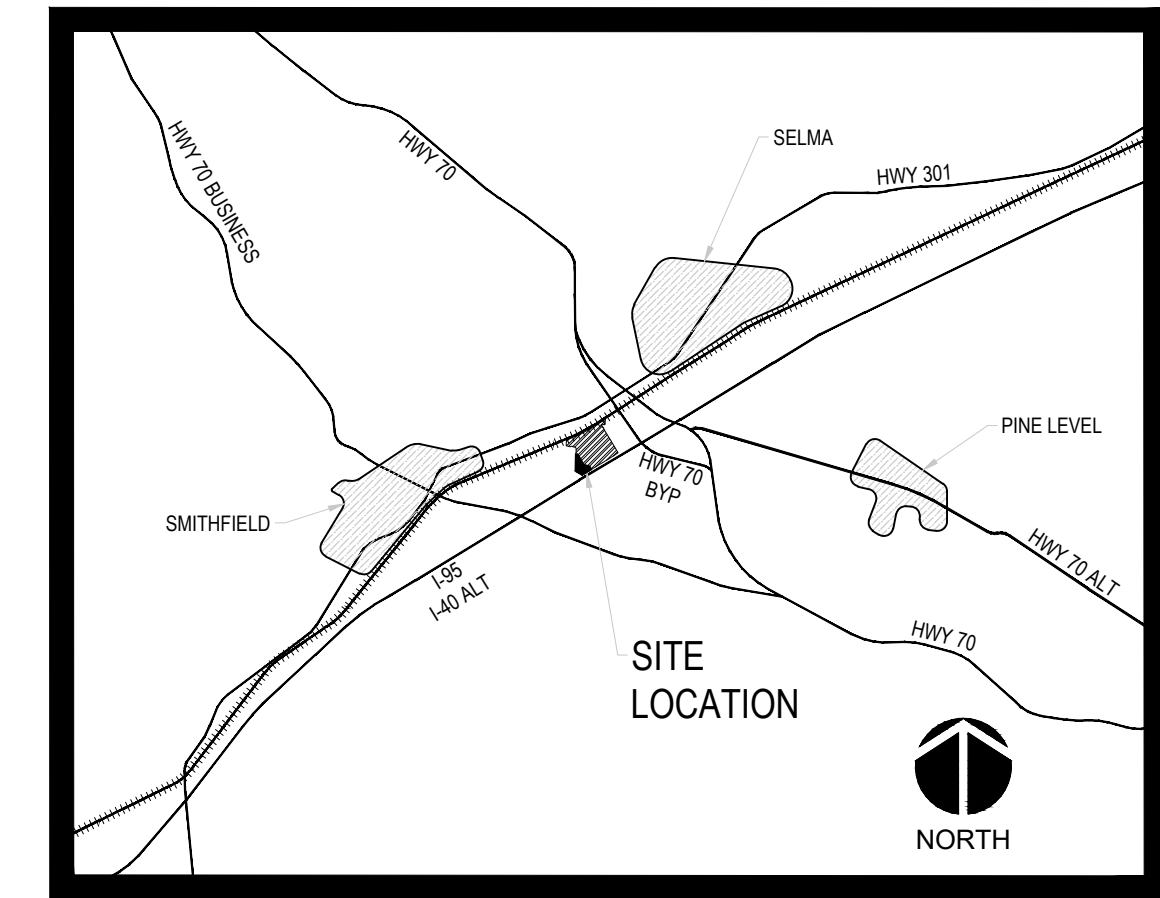 HWY 70 BUSINESS
HWY 70
SELMA
HWY 301
PINE LEVEL
HWY 70
BYP
SMITHFIELD
I-95
I-40 ALT
HWY 70 ALT
HWY 70
SITE
LOCATION
NORTH